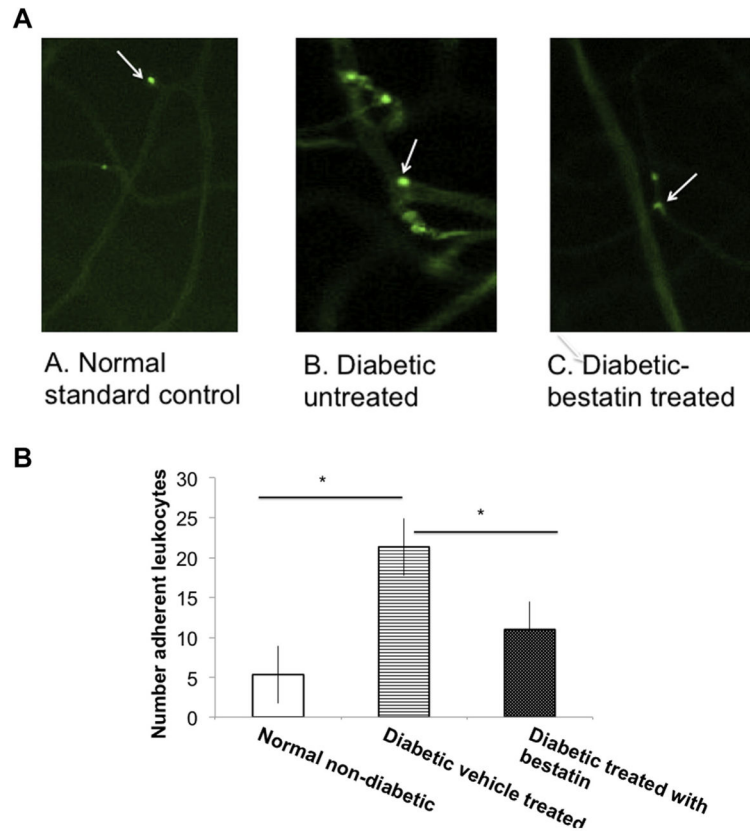 A
A. Normal
standard control
B. Diabetic
untreated
C. Diabetic-
bestatin treated
B
Number adherent leukocytes
30
25
20
15
10
5
0
*
*
Normal non-diabetic
Diabetic vehicle treated
Diabetic treated with
bestatin